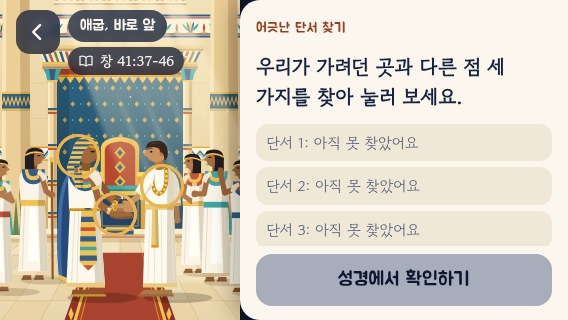 애굽, 바로 앞
창 41:37-46
어긋난 단서 찾기
우리가 가려던 곳과 다른 점 세
가지를 찾아 눌러 보세요.
단서 1: 아직 못 찾았어요
단서 2: 아직 못 찾았어요
단서 3: 아직 못 찾았어요
성경에서 확인하기